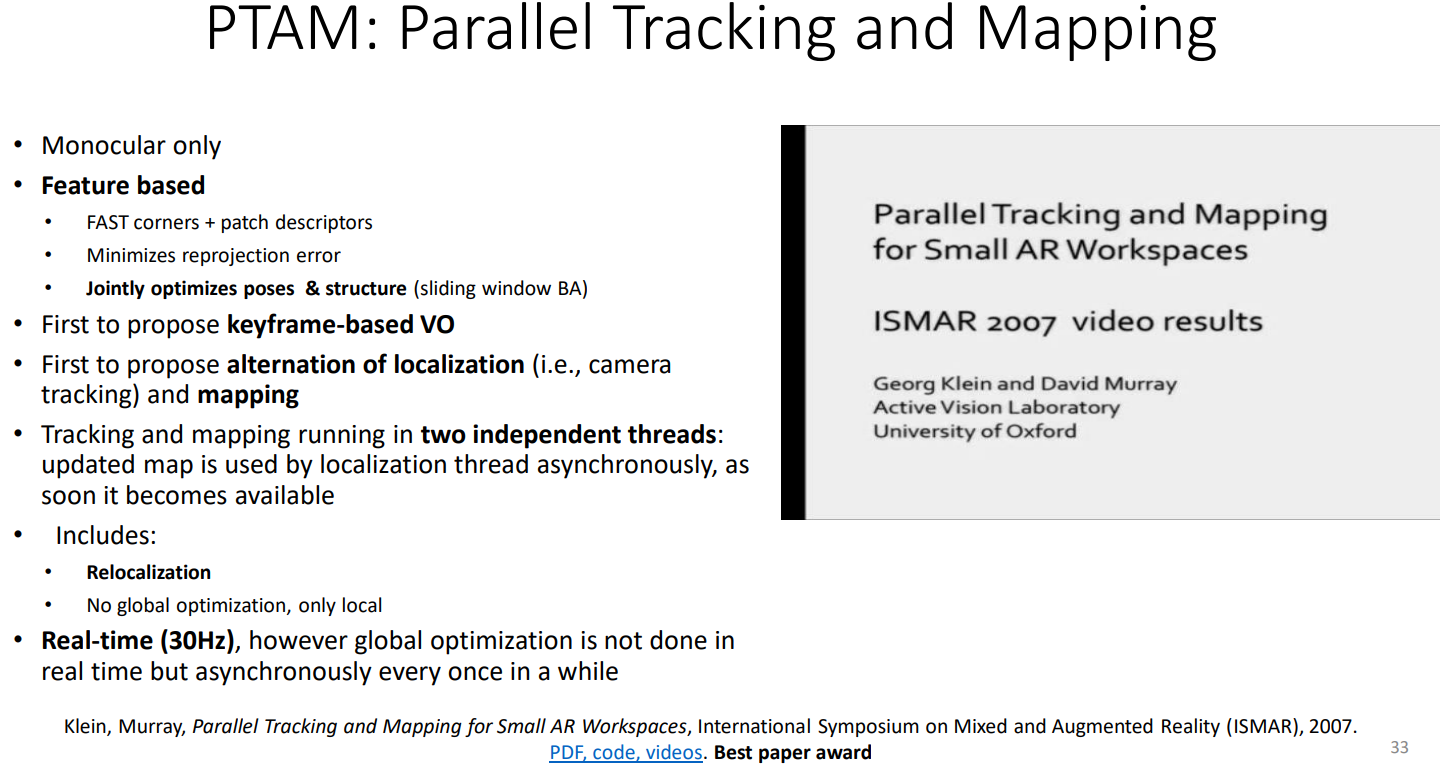 PTAM: Parallel Tracking and Mapping
• Monocular only
• Feature based
• FAST corners + patch descriptors
• Minimizes reprojection error
• Jointly optimizes poses & structure (sliding window BA)
• First to propose keyframe-based VO
• First to propose alternation of localization (i.e., camera
tracking) and mapping
• Tracking and mapping running in two independent threads:
updated map is used by localization thread asynchronously, as
soon it becomes available
• Includes:
• Relocalization
• No global optimization, only local
• Real-time (30Hz), however global optimization is not done in
real time but asynchronously every once in a while
Parallel Tracking and Mapping
for Small AR Workspaces
ISMAR 2007 video results
Georg Klein and David Murray
Active Vision Laboratory
University of Oxford
Klein, Murray, Parallel Tracking and Mapping for Small AR Workspaces, International Symposium on Mixed and Augmented Reality (ISMAR), 2007.
PDF, code, videos. Best paper award
33